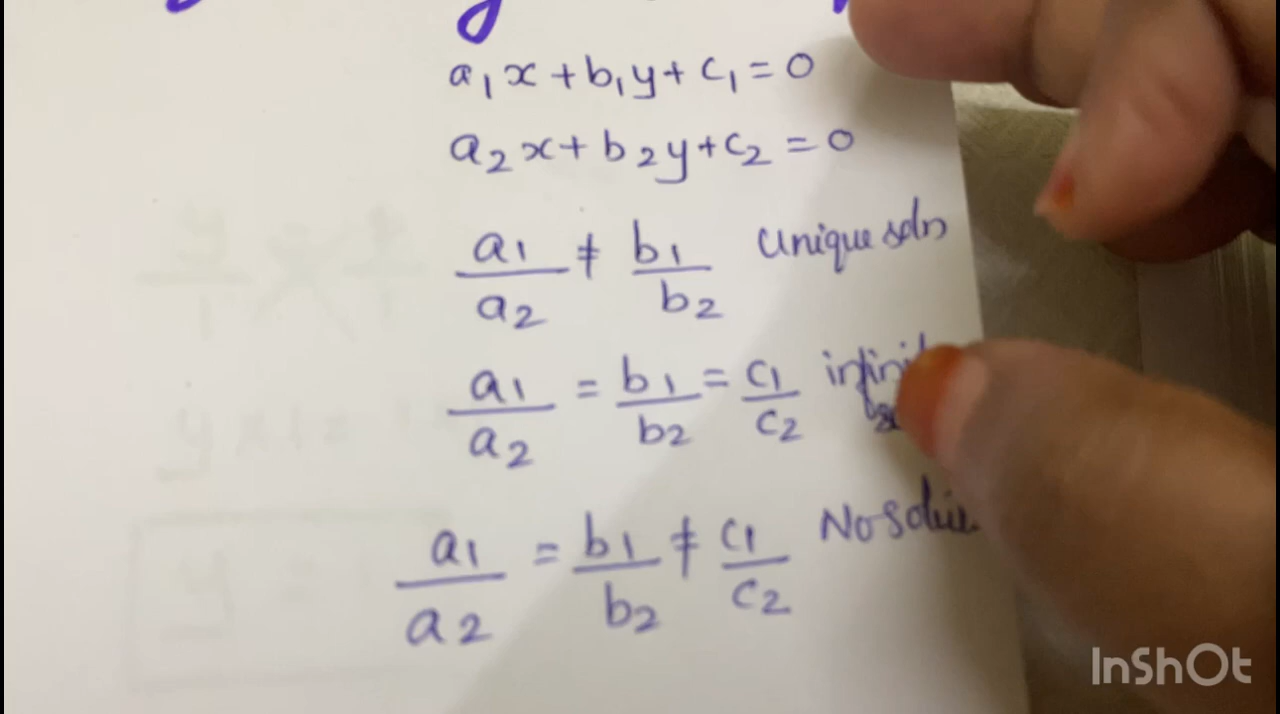 a₁x + b₁y + c₁ = 0
a₂x + b₂y + c₂ = 0
a₁/a₂ ≠ b₁/b₂ Unique soln
a₁/a₂ = b₁/b₂ = c₁/c₂
a₁/a₂ = b₁/b₂ ≠ c₁/c₂ No
InShOt